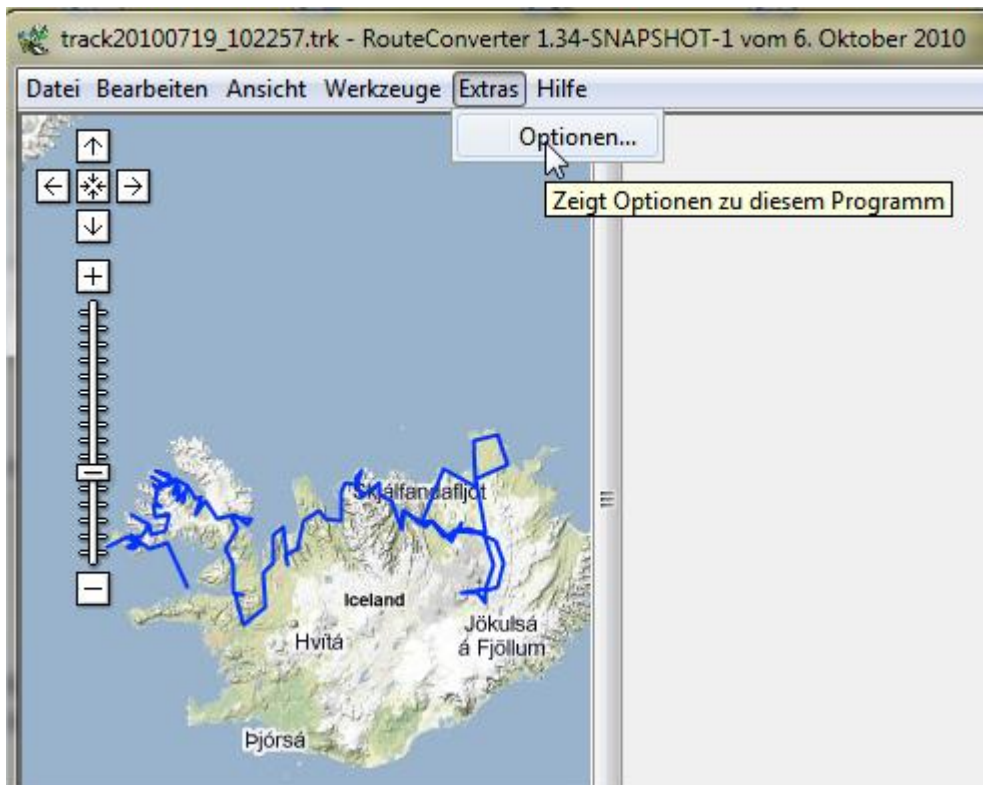 track20100719_102257.trk - RouteConverter 1.34-SNAPSHOT-1 vom 6. Oktober 2010
Datei Bearbeiten Ansicht Werkzeuge Extras Hilfe
Optionen...
Zeigt Optionen zu diesem Programm
Skjálfandafljót
Iceland
Hvítá
Jökulsá
á Fjöllum
Þjórsá